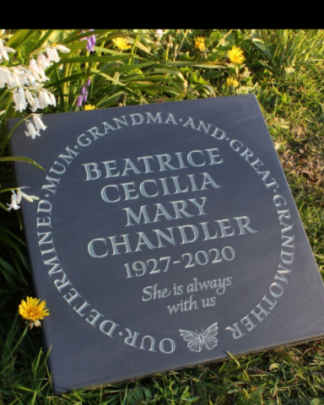 OUR·DETERMINED·MUM·GRANDMA·AND·GREAT·GRANDMOTHER
BEATRICE
CECILIA
MARY
CHANDLER
1927-2020
She is always
with us